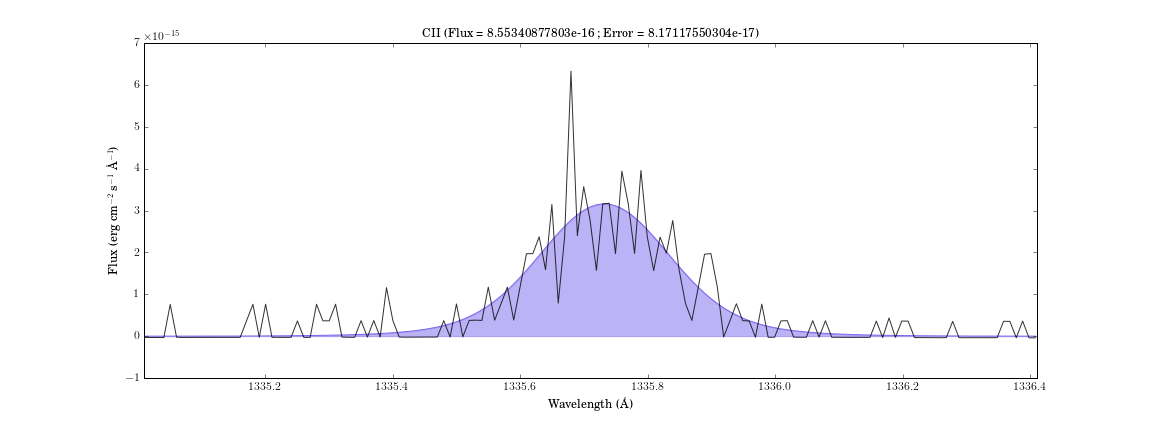 CII (Flux = 8.55340877803e-16 ; Error = 8.17117550304e-17)
×10⁻¹⁵
7
6
5
4
3
2
1
0
−1
Flux (erg cm⁻² s⁻¹ Å⁻¹)
1335.2 1335.4 1335.6 1335.8 1336.0 1336.2 1336.4
Wavelength (Å)